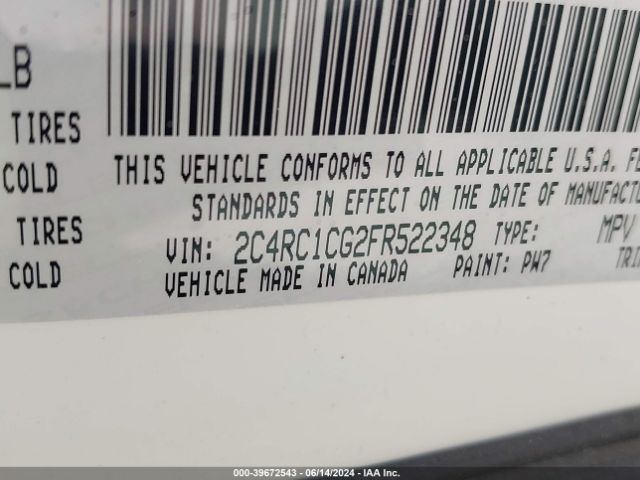 LB
TIRES
COLD
TIRES
COLD
THIS VEHICLE CONFORMS TO ALL APPLICABLE U.S.A.
STANDARDS IN EFFECT ON THE DATE OF
VIN: 2C4RC1CG2FR522348 TYPE: MPV
VEHICLE MADE IN CANADA PAINT: PW7
000-39672543 - 06/14/2024 - IAA Inc.